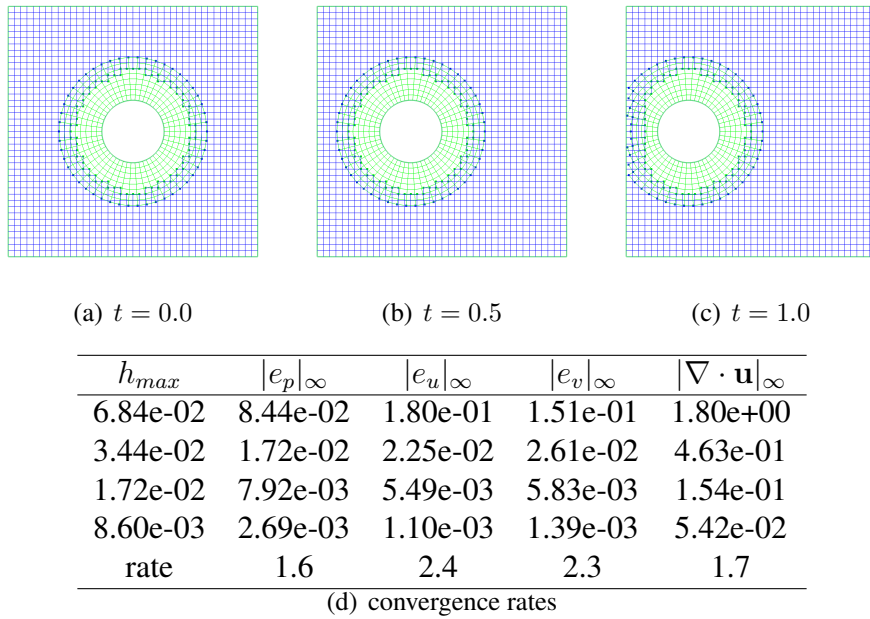 (a) t = 0.0
(b) t = 0.5
(c) t = 1.0
h_{max} |e_p|_∞ |e_u|_∞ |e_v|_∞ |∇ · u|_∞
6.84e-02 8.44e-02 1.80e-01 1.51e-01 1.80e+00
3.44e-02 1.72e-02 2.25e-02 2.61e-02 4.63e-01
1.72e-02 7.92e-03 5.49e-03 5.83e-03 1.54e-01
8.60e-03 2.69e-03 1.10e-03 1.39e-03 5.42e-02
rate 1.6 2.4 2.3 1.7
(d) convergence rates